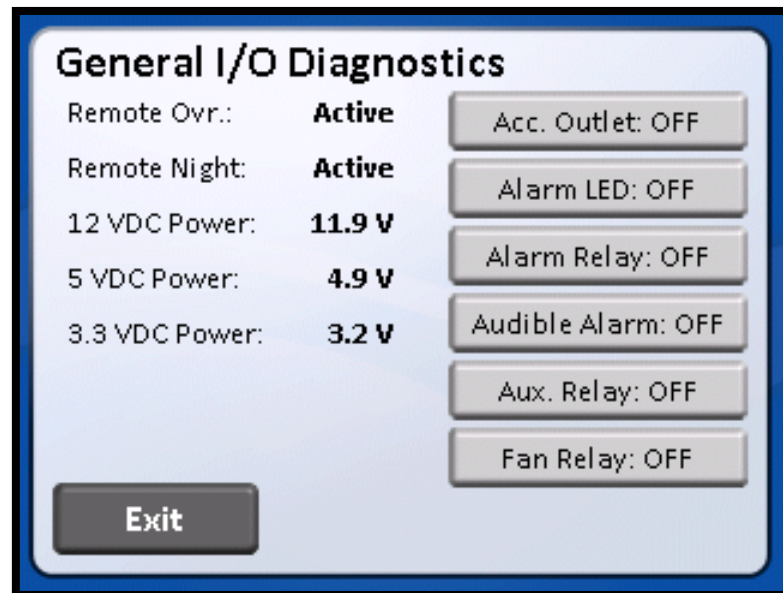 General I/O Diagnostics
Remote Ovr.: Active
Remote Night: Active
12 VDC Power: 11.9 V
5 VDC Power: 4.9 V
3.3 VDC Power: 3.2 V
Acc. Outlet: OFF
Alarm LED: OFF
Alarm Relay: OFF
Audible Alarm: OFF
Aux. Relay: OFF
Fan Relay: OFF
Exit